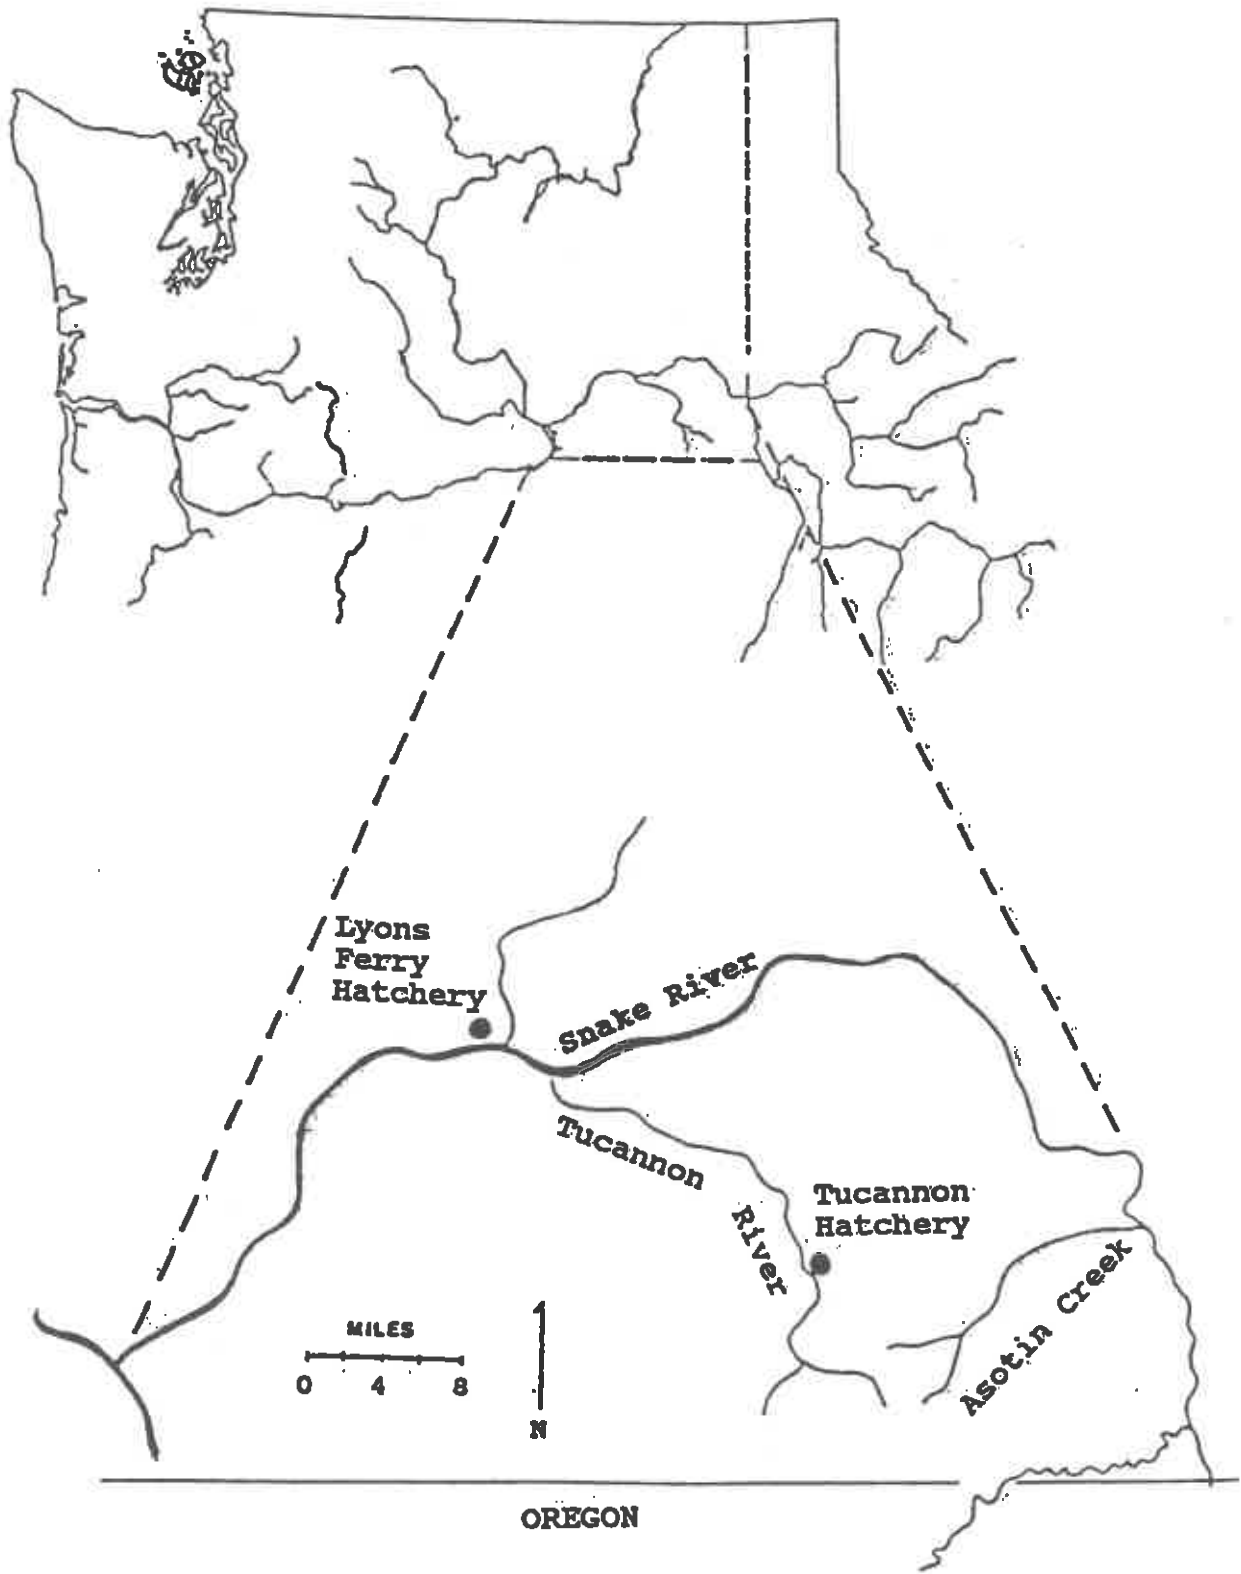 Lyons
Ferry
Hatchery
Snake River
Tucannon
River
Tucannon
Hatchery
Asotin Creek
MILES
0 4 8
N
OREGON